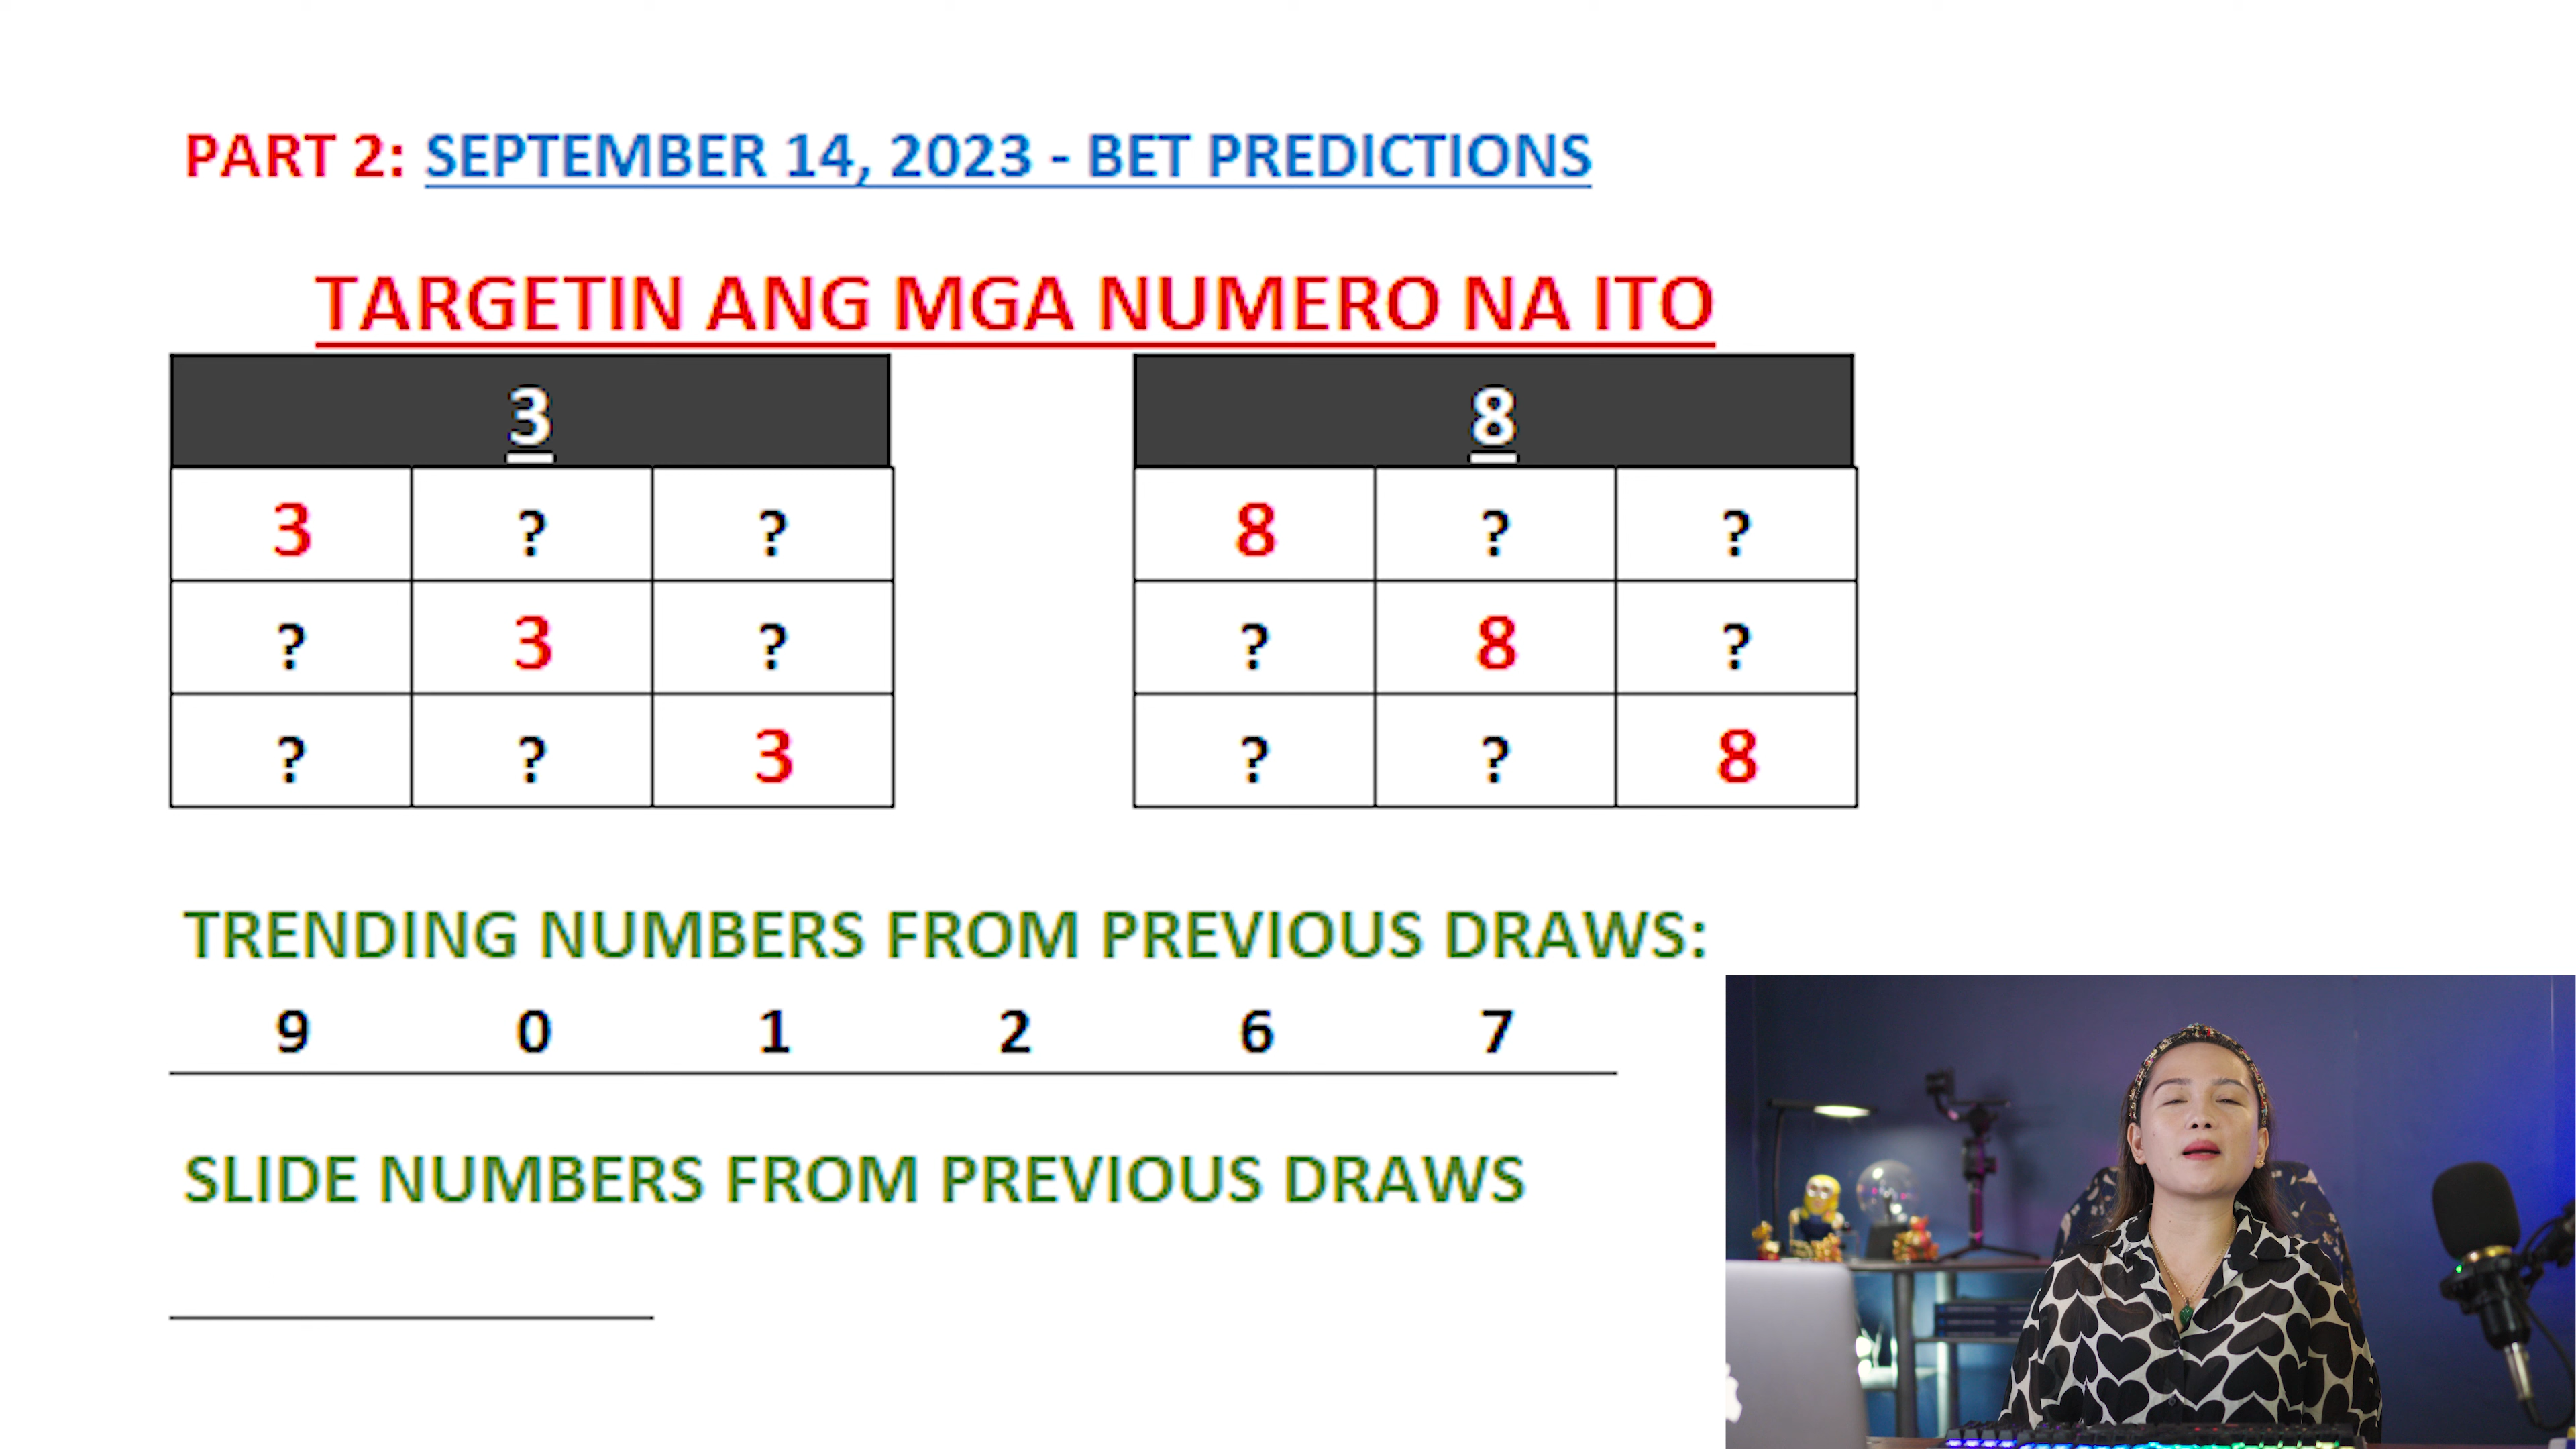 PART 2: SEPTEMBER 14, 2023 - BET PREDICTIONS
TARGETIN ANG MGA NUMERO NA ITO
3
3 ? ?
? 3 ?
? ? 3
8
8 ? ?
? 8 ?
? ? 8
TRENDING NUMBERS FROM PREVIOUS DRAWS:
9 0 1 2 6 7
SLIDE NUMBERS FROM PREVIOUS DRAWS